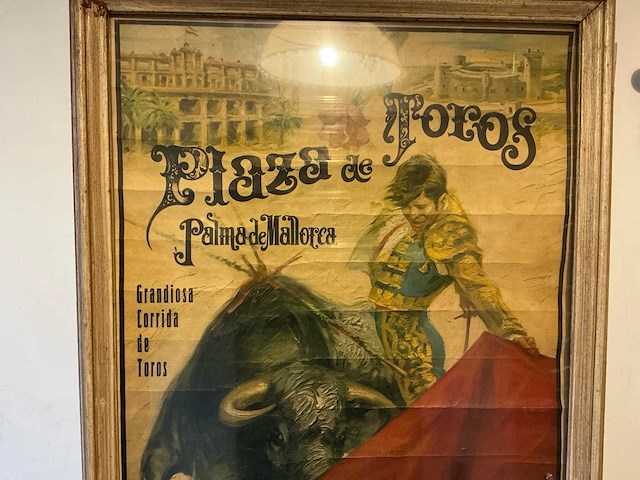 Plaza de Toros
Palma de Mallorca
Grandiosa
Corrida
de
Toros